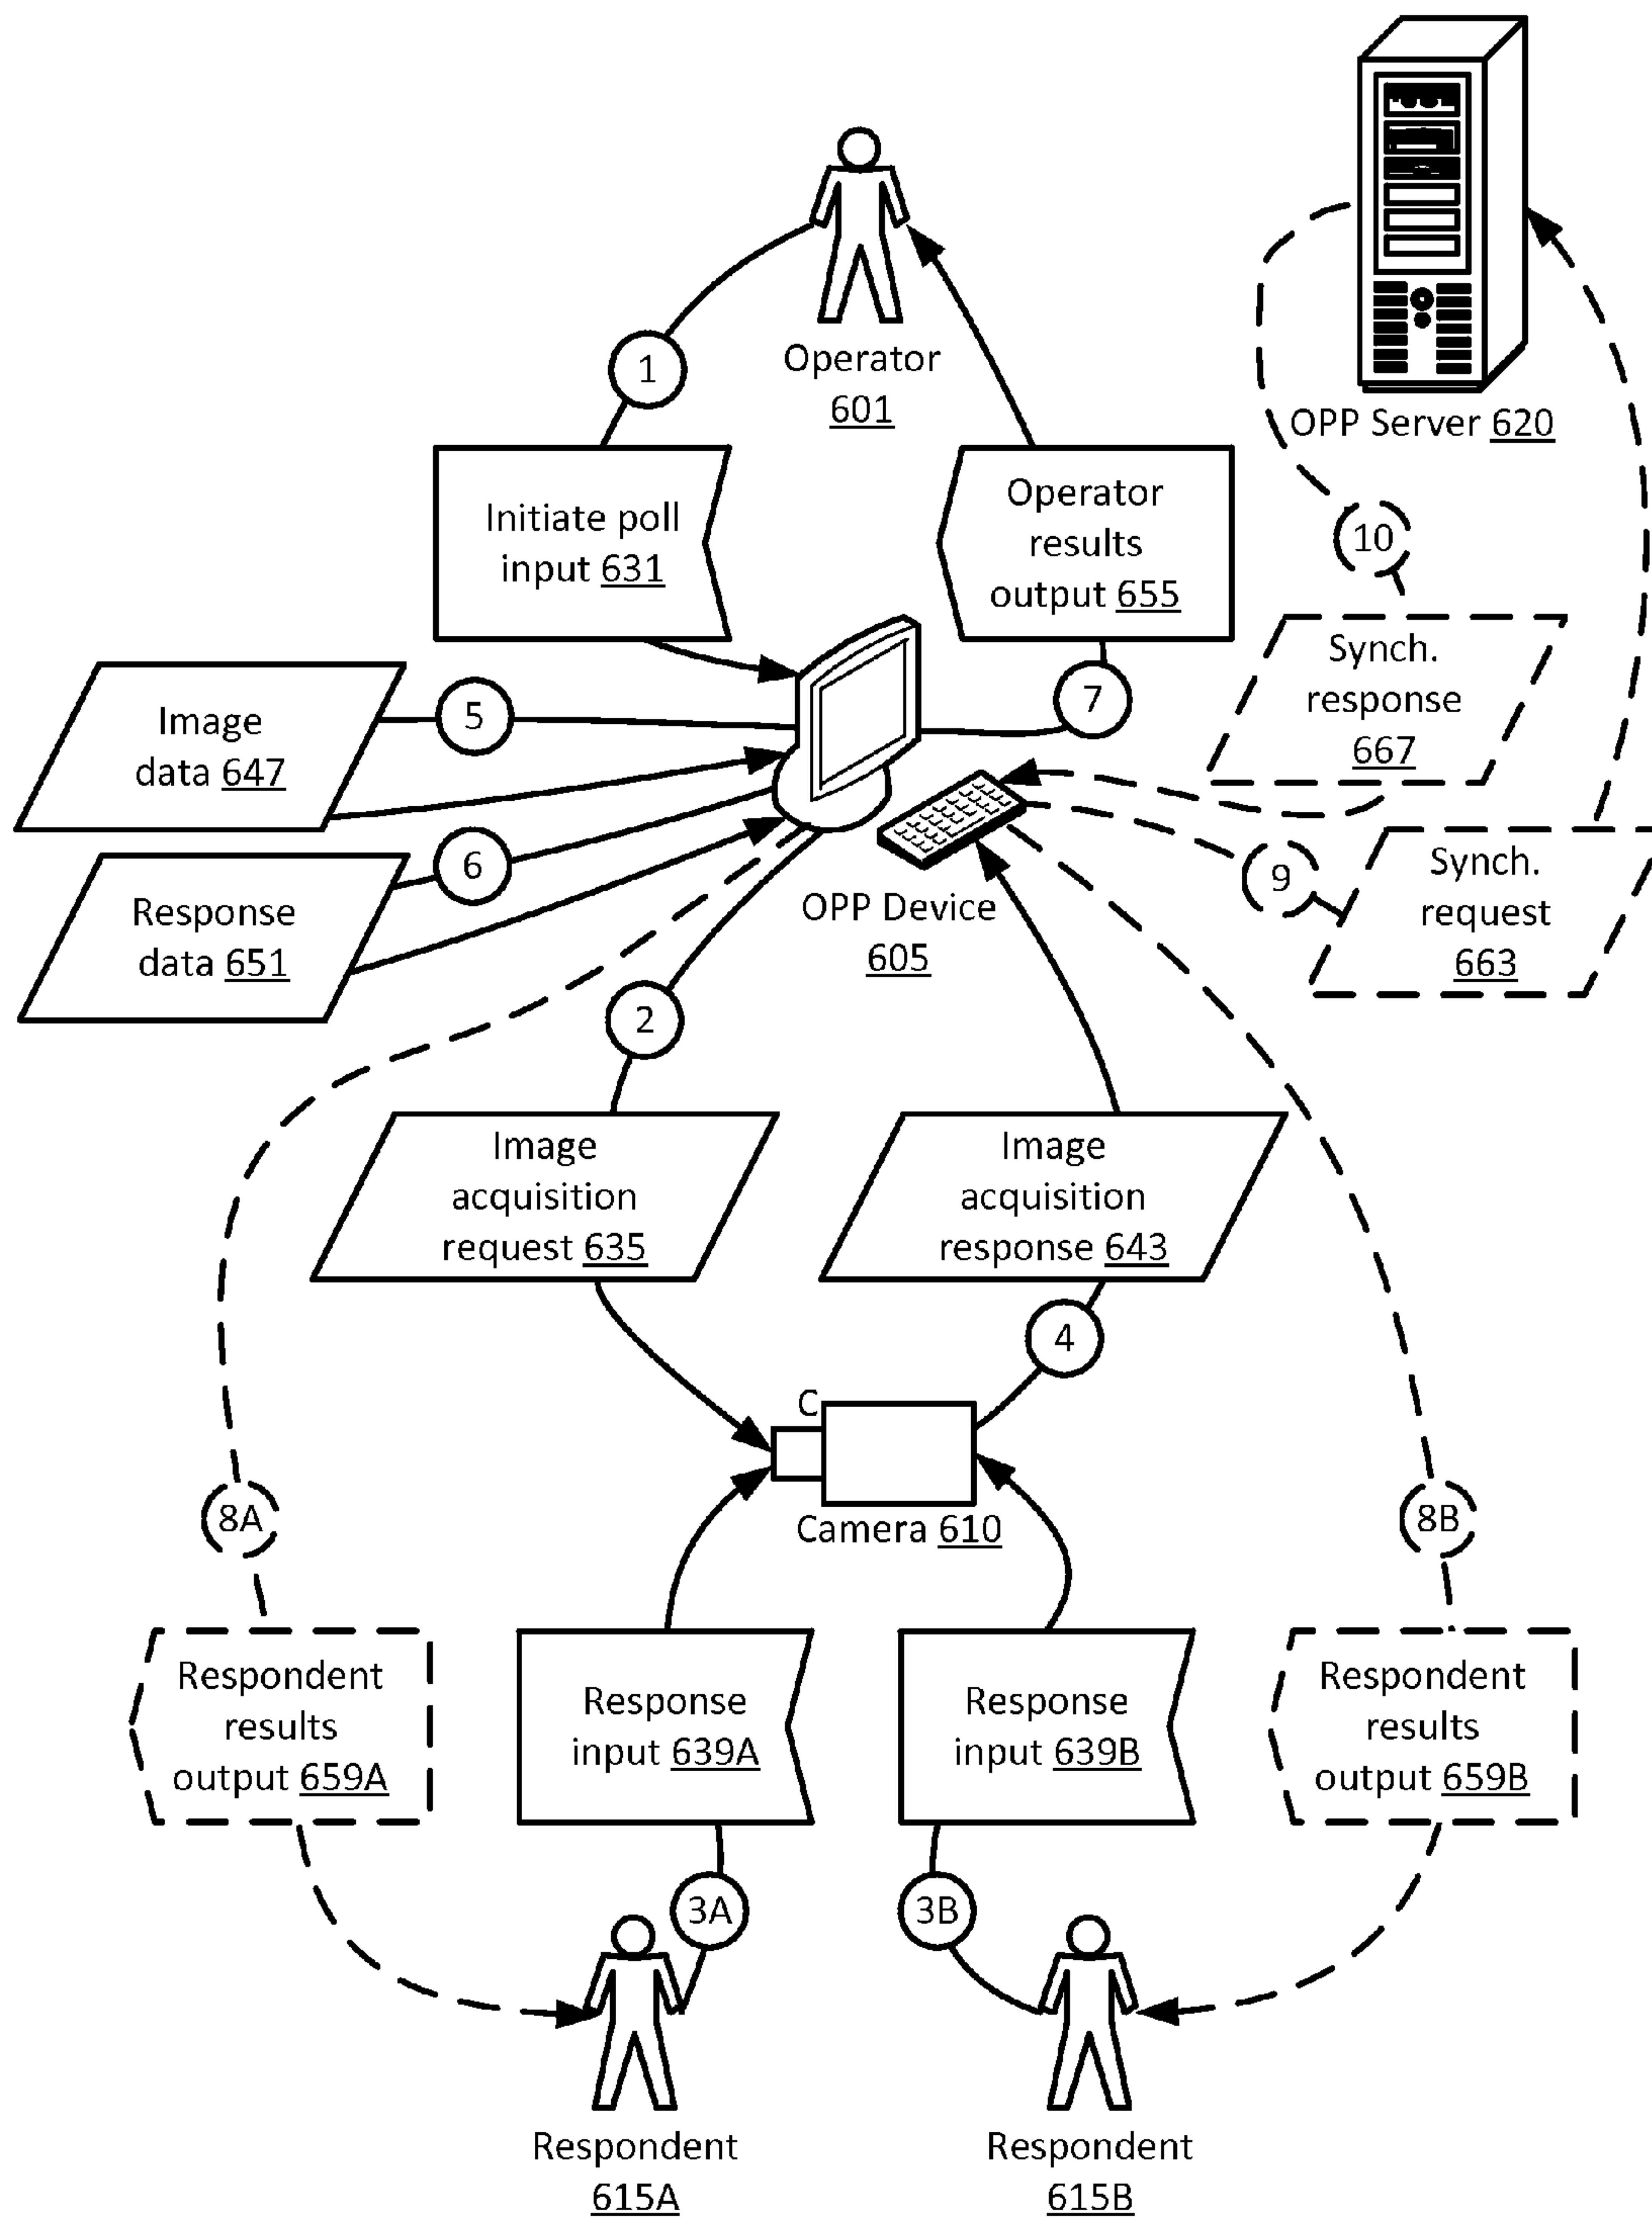 1
Operator
601
OPP Server 620
Initiate poll
input 631
Operator
results
output 655
10
Synch.
response
667
Image
data 647
5
7
6
Response
data 651
9
Synch.
request
663
OPP Device
605
2
Image
acquisition
request 635
Image
acquisition
response 643
4
C
Camera 610
8A
8B
Respondent
results
output 659A
Response
input 639A
Response
input 639B
Respondent
results
output 659B
3A
3B
Respondent
615A
Respondent
615B